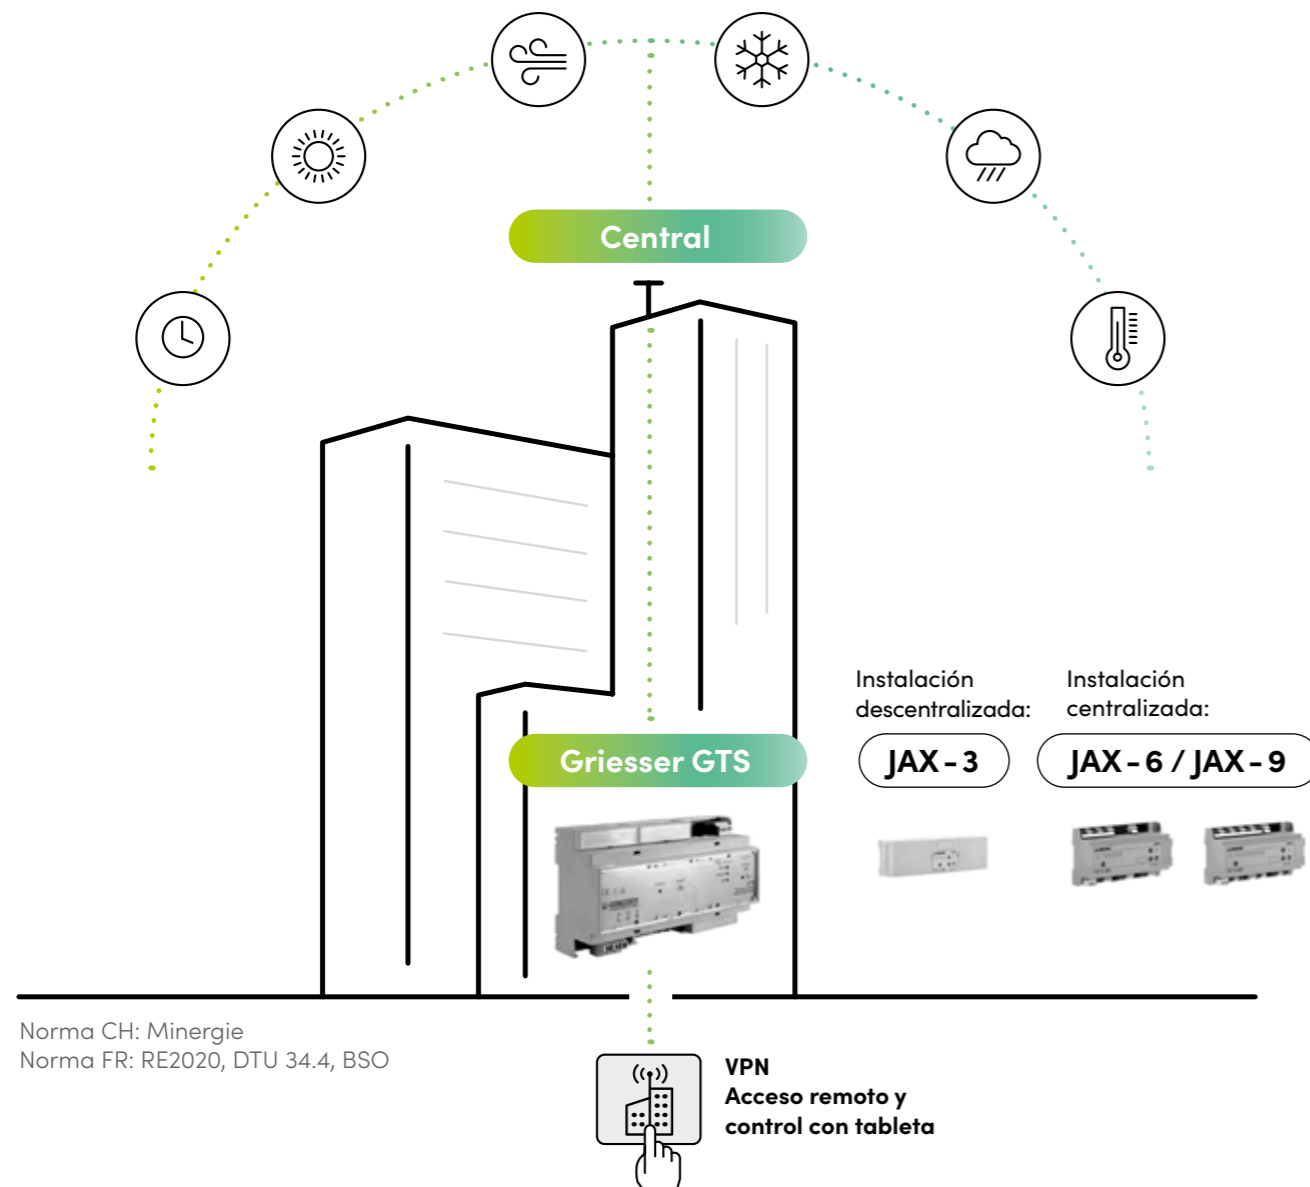 Central
Instalación
descentralizada:
Instalación
centralizada:
Griesser GTS
JAX-3
JAX-6 / JAX-9
Norma CH: Minergie
Norma FR: RE2020, DTU 34.4, BSO
VPN
Acceso remoto y
control con tableta